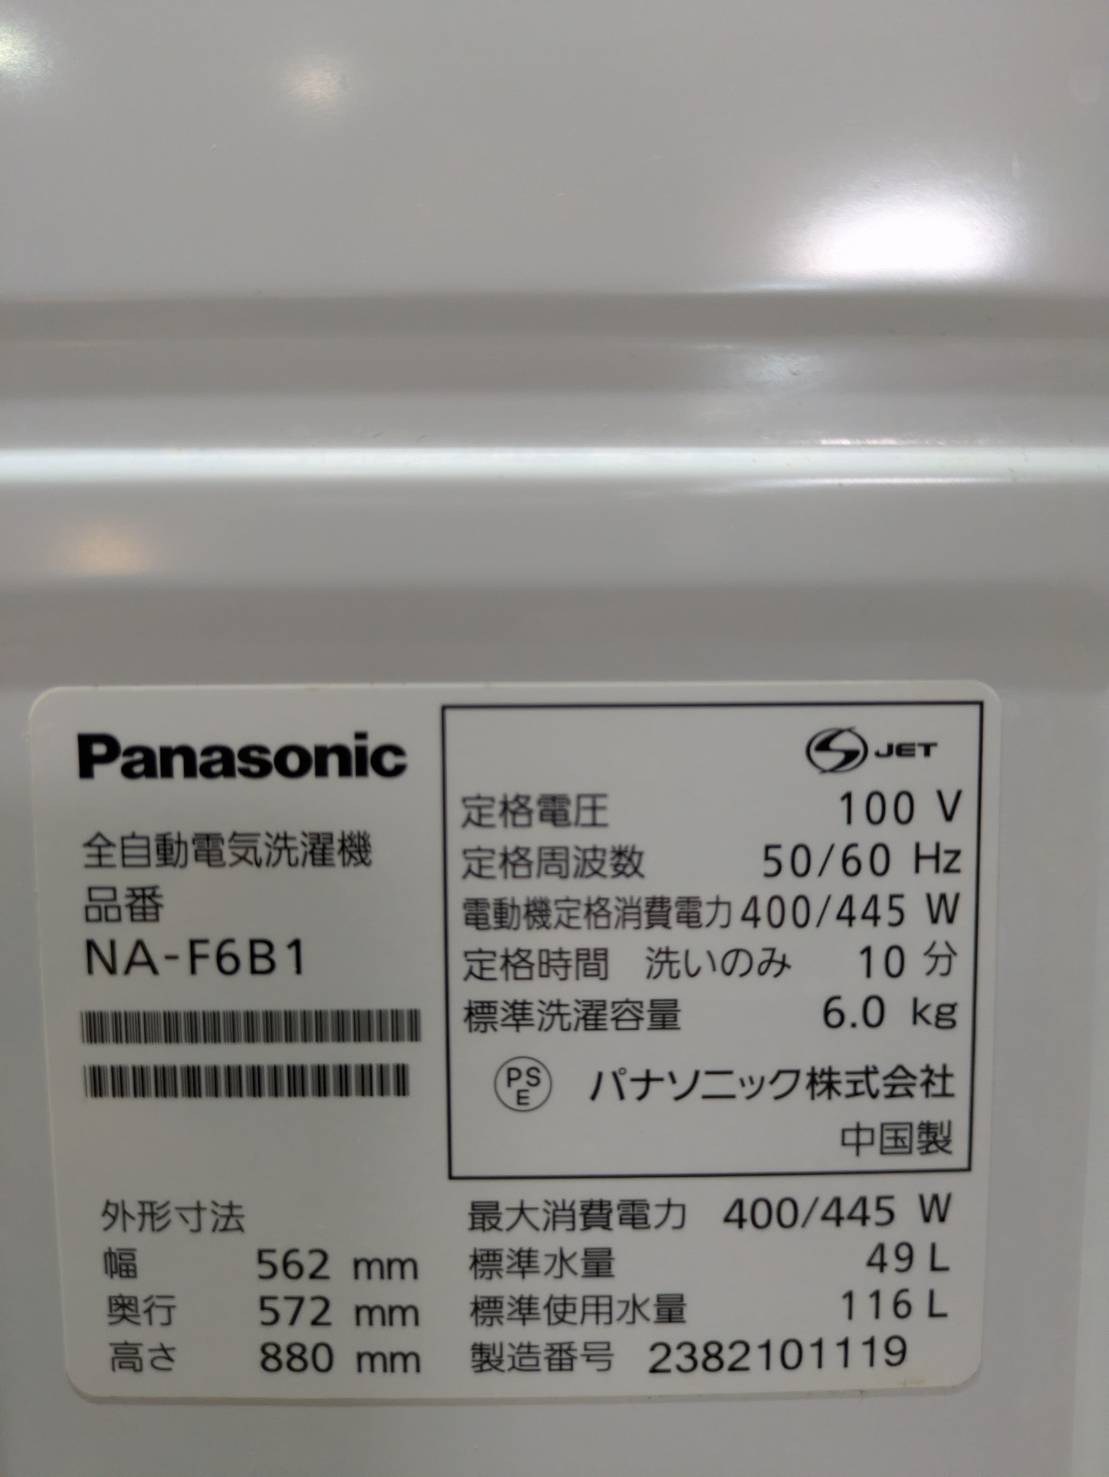 Panasonic
全自動電気洗濯機
品番
NA-F6B1
S JET
定格電圧 100 V
定格周波数 50/60 Hz
電動機定格消費電力 400/445 W
定格時間 洗いのみ 10 分
標準洗濯容量 6.0 kg
PS E パナソニック株式会社
中国製
外形寸法
幅 562 mm
奥行 572 mm
高さ 880 mm
最大消費電力 400/445 W
標準水量 49 L
標準使用水量 116 L
製造番号 2382101119